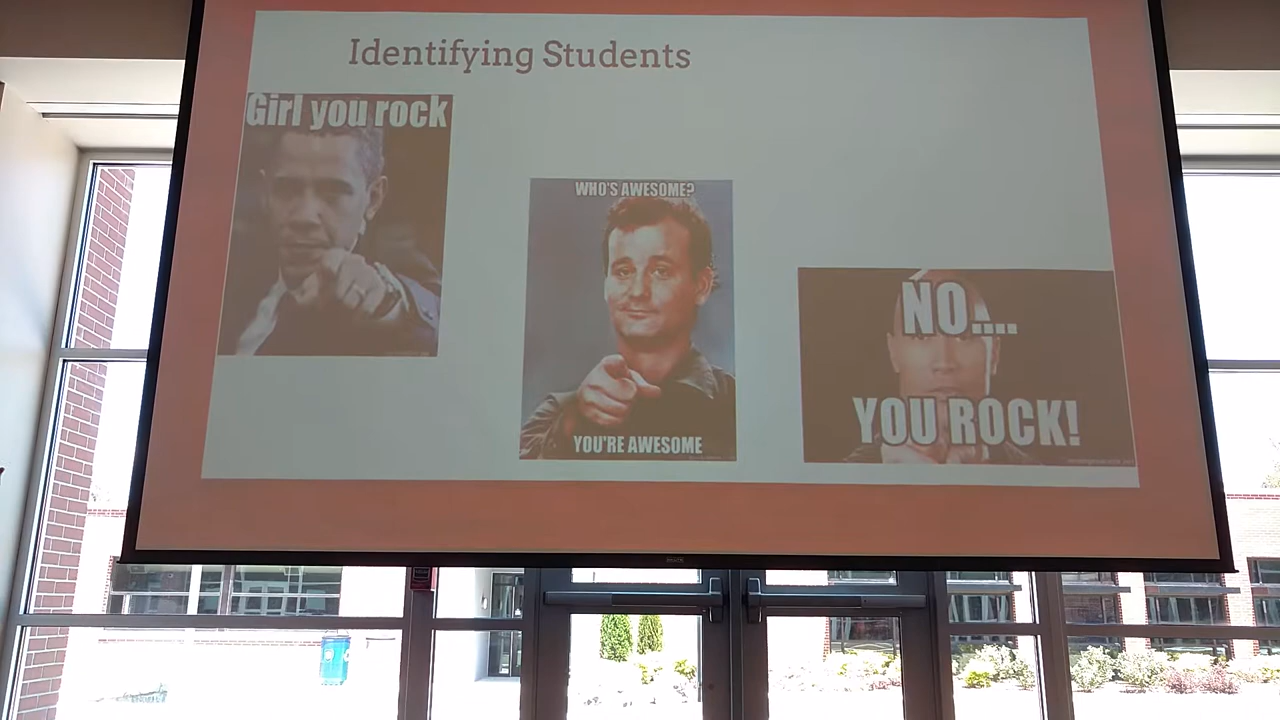 Identifying Students
Girl you rock
WHO'S AWESOME?
YOU'RE AWESOME
NO....
YOU ROCK!